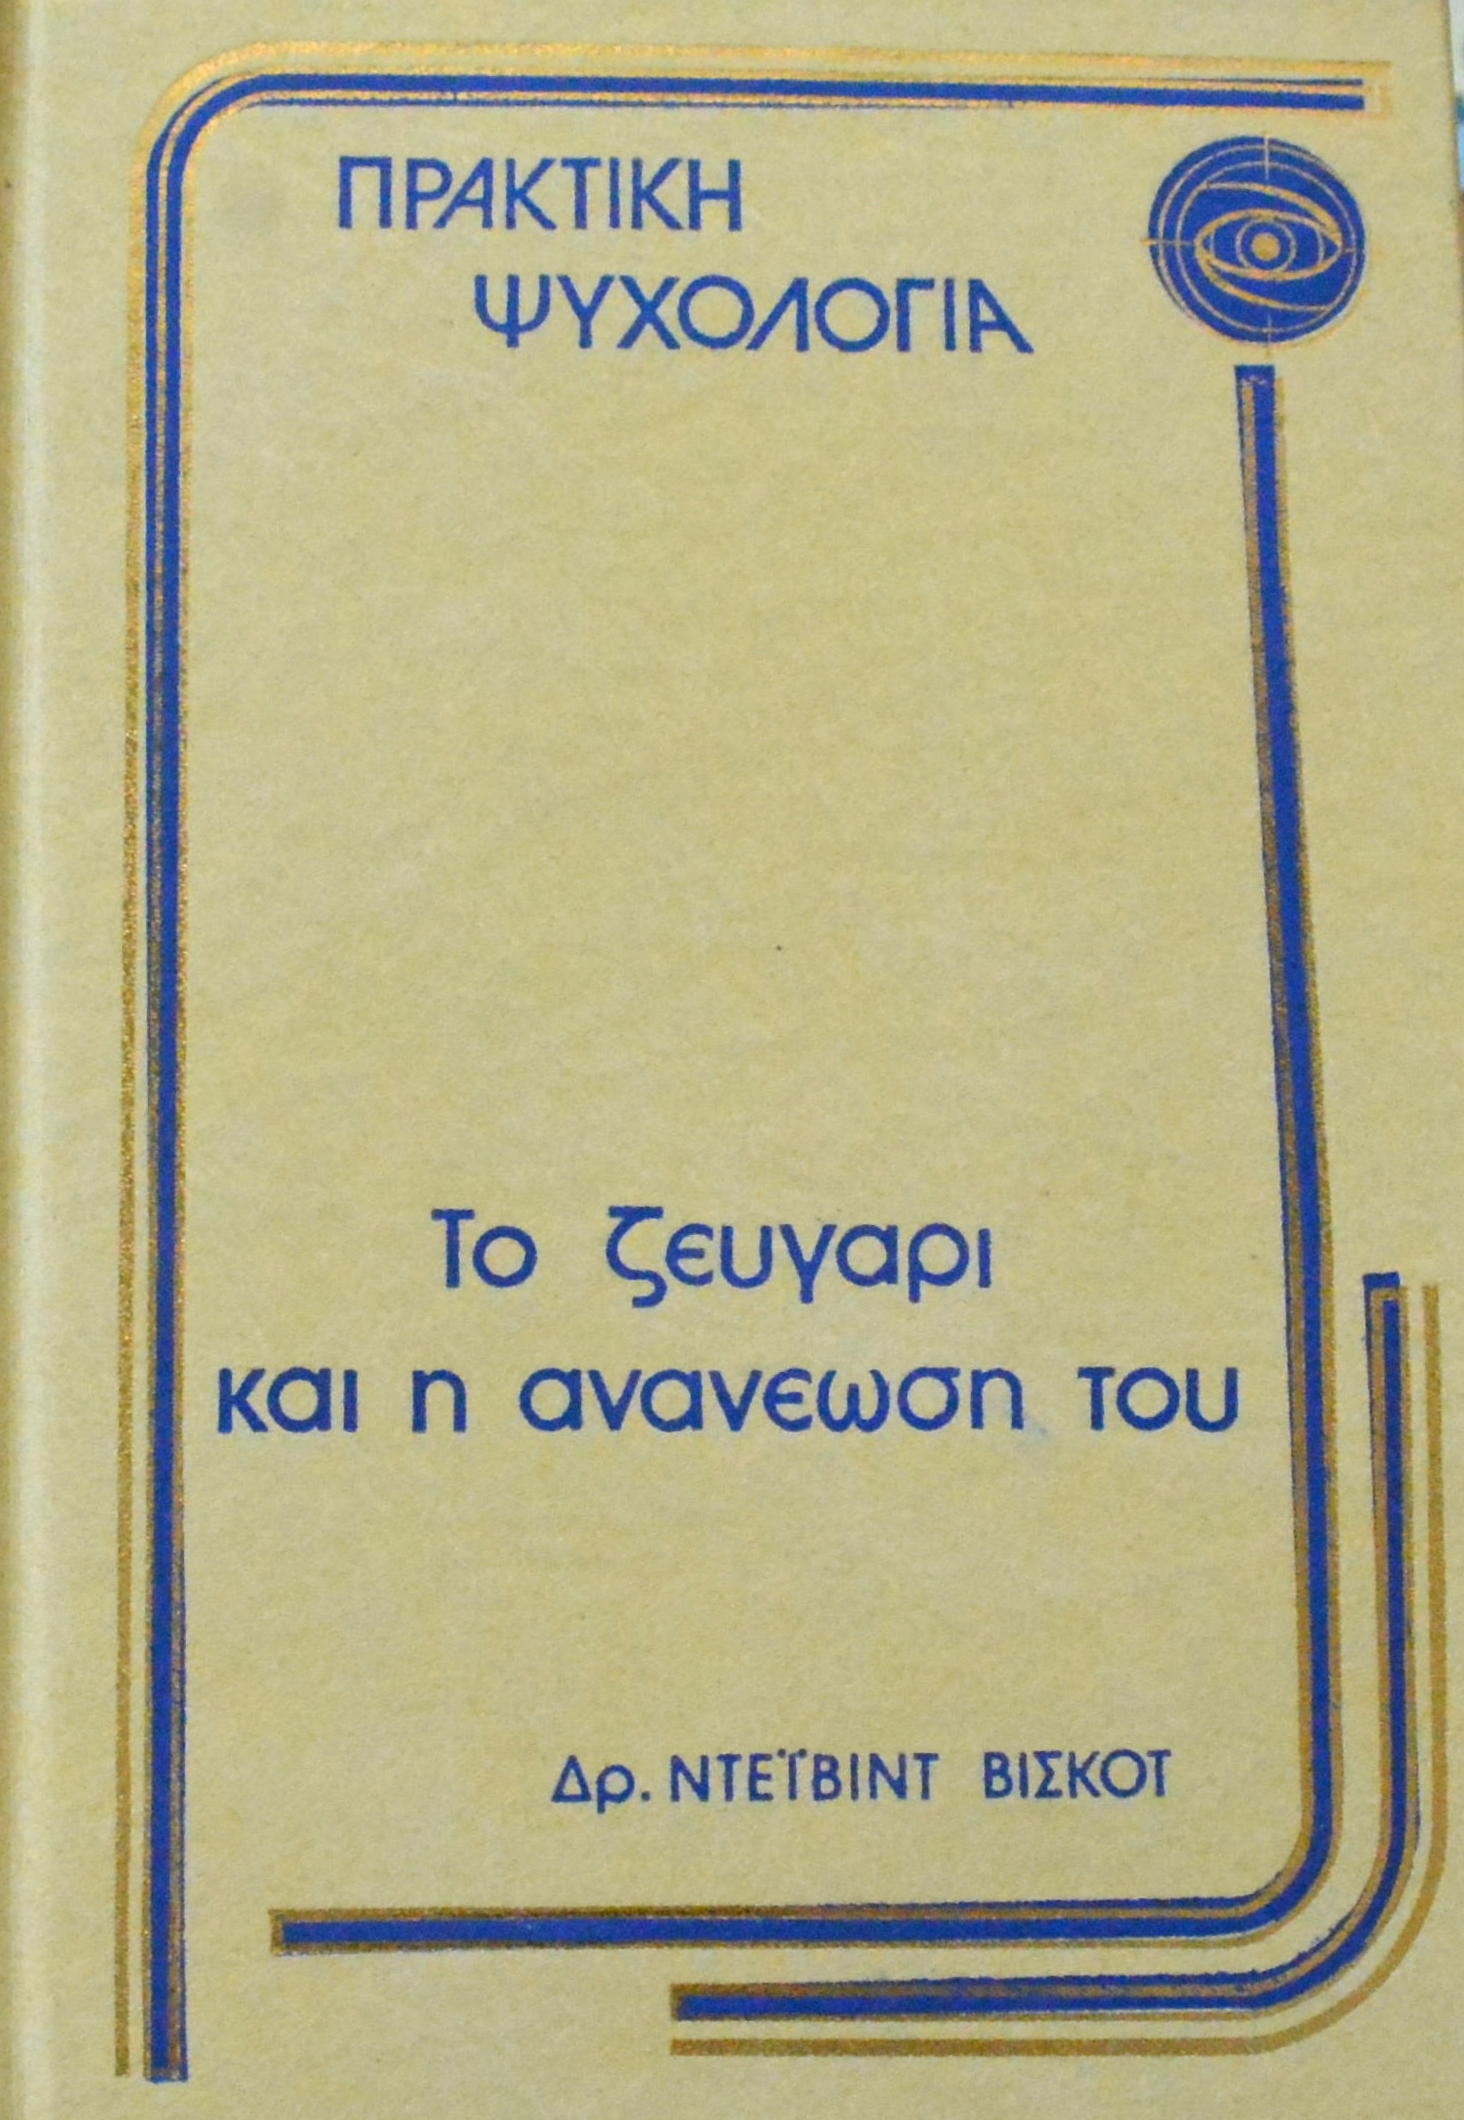 ΠΡΑΚΤΙΚΗ
ΨΥΧΟΛΟΓΙΑ
Το ζευγαρι
και η ανανεωση του
Δρ. ΝΤΕΪΒΙΝΤ ΒΙΣΚΟΤ